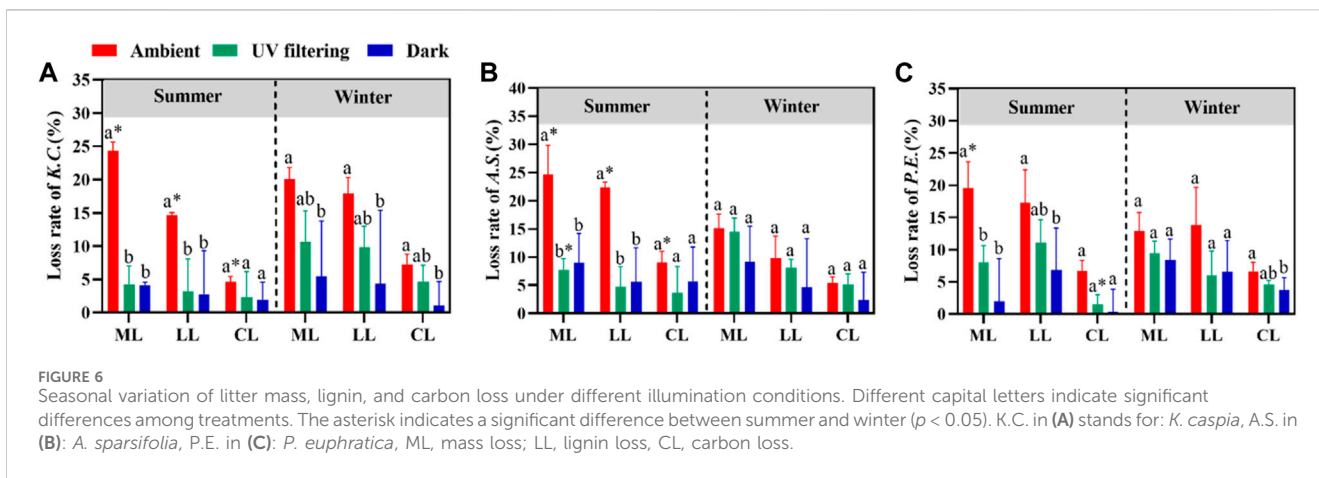 Ambient UV filtering Dark
A
Loss rate of K.C.(%)
35
30
25
20
15
10
5
0
Summer Winter
a* b b a* b b a* a a a ab b a ab b a ab b
ML LL CL ML LL CL
B
Loss rate of A.S.(%)
40
35
30
25
20
15
10
5
0
Summer Winter
a* b* b a* b b a* a a a a a a a a a a a
ML LL CL ML LL CL
C
Loss rate of P.E.(%)
35
30
25
20
15
10
5
0
Summer Winter
a* b b a ab b a a* a a a a a a a a ab b
ML LL CL ML LL CL
FIGURE 6
Seasonal variation of litter mass, lignin, and carbon loss under different illumination conditions. Different capital letters indicate significant
differences among treatments. The asterisk indicates a significant difference between summer and winter (p < 0.05). K.C. in (A) stands for: K. caspia, A.S. in
(B): A. sparsifolia, P.E. in (C): P. euphratica, ML, mass loss; LL, lignin loss, CL, carbon loss.